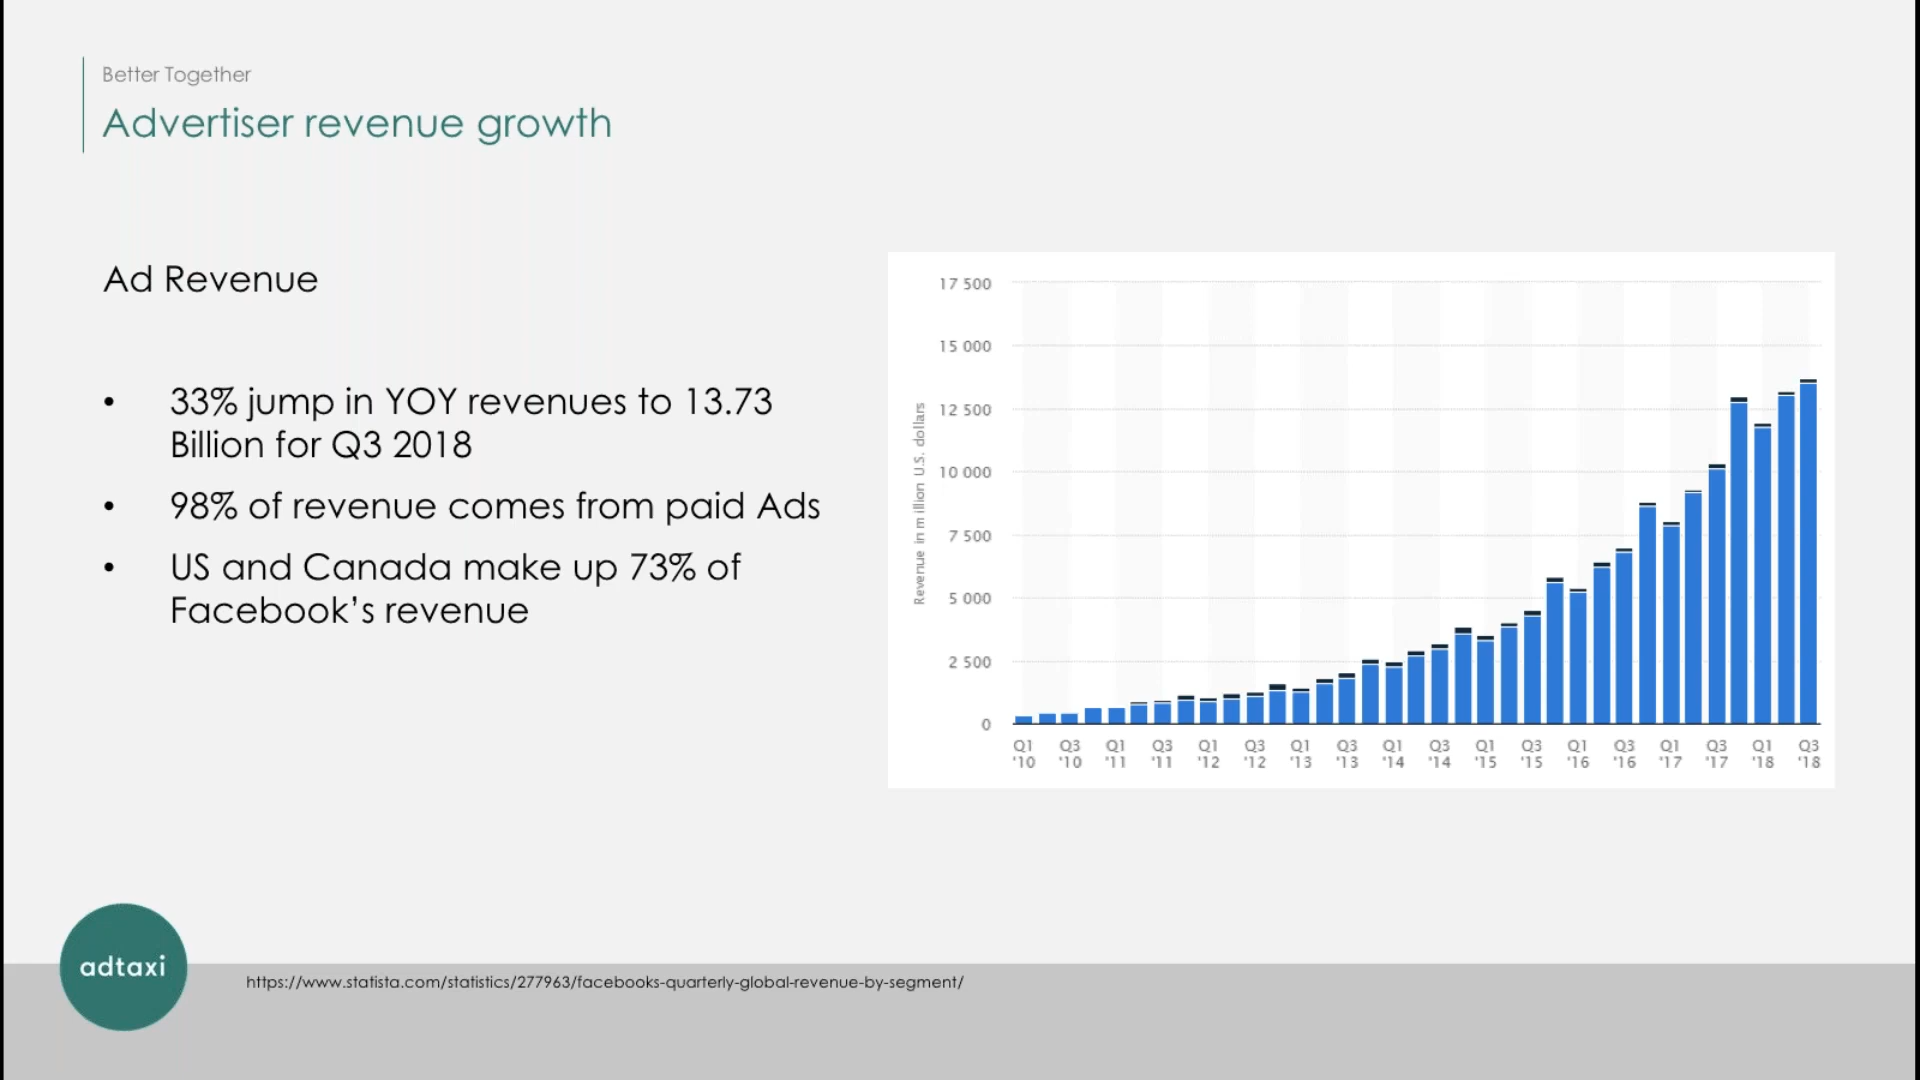 Better Together
Advertiser revenue growth
Ad Revenue
• 33% jump in YOY revenues to 13.73
Billion for Q3 2018
• 98% of revenue comes from paid Ads
• US and Canada make up 73% of
Facebook’s revenue
Revenue in million U.S. dollars
17 500
15 000
12 500
10 000
7 500
5 000
2 500
0
Q1 Q3 Q1 Q3 Q1 Q3 Q1 Q3 Q1 Q3 Q1 Q3 Q1 Q3 Q1 Q3 Q1 Q3
'10 '10 '11 '11 '12 '12 '13 '13 '14 '14 '15 '15 '16 '16 '17 '17 '18 '18
adtaxi
https://www.statista.com/statistics/277963/facebooks-quarterly-global-revenue-by-segment/